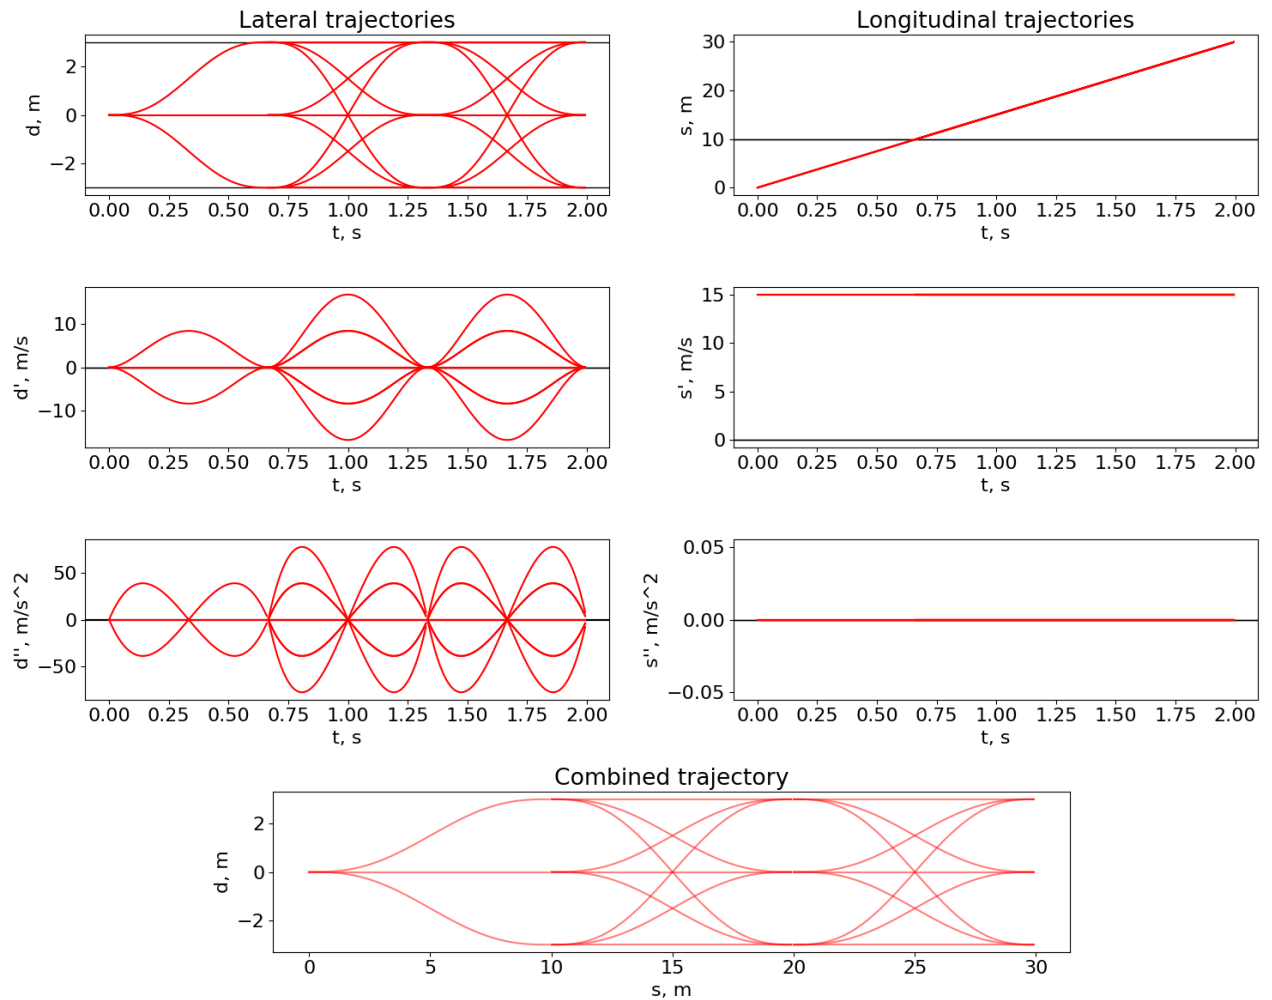 Lateral trajectories
d, m
2
0
−2
0.00 0.25 0.50 0.75 1.00 1.25 1.50 1.75 2.00
t, s
Longitudinal trajectories
s, m
30
20
10
0
0.00 0.25 0.50 0.75 1.00 1.25 1.50 1.75 2.00
t, s
d', m/s
10
0
−10
0.00 0.25 0.50 0.75 1.00 1.25 1.50 1.75 2.00
t, s
s', m/s
15
10
5
0
0.00 0.25 0.50 0.75 1.00 1.25 1.50 1.75 2.00
t, s
d'', m/s^2
50
0
−50
0.00 0.25 0.50 0.75 1.00 1.25 1.50 1.75 2.00
t, s
s'', m/s^2
0.05
0.00
−0.05
0.00 0.25 0.50 0.75 1.00 1.25 1.50 1.75 2.00
t, s
Combined trajectory
d, m
2
0
−2
0 5 10 15 20 25 30
s, m